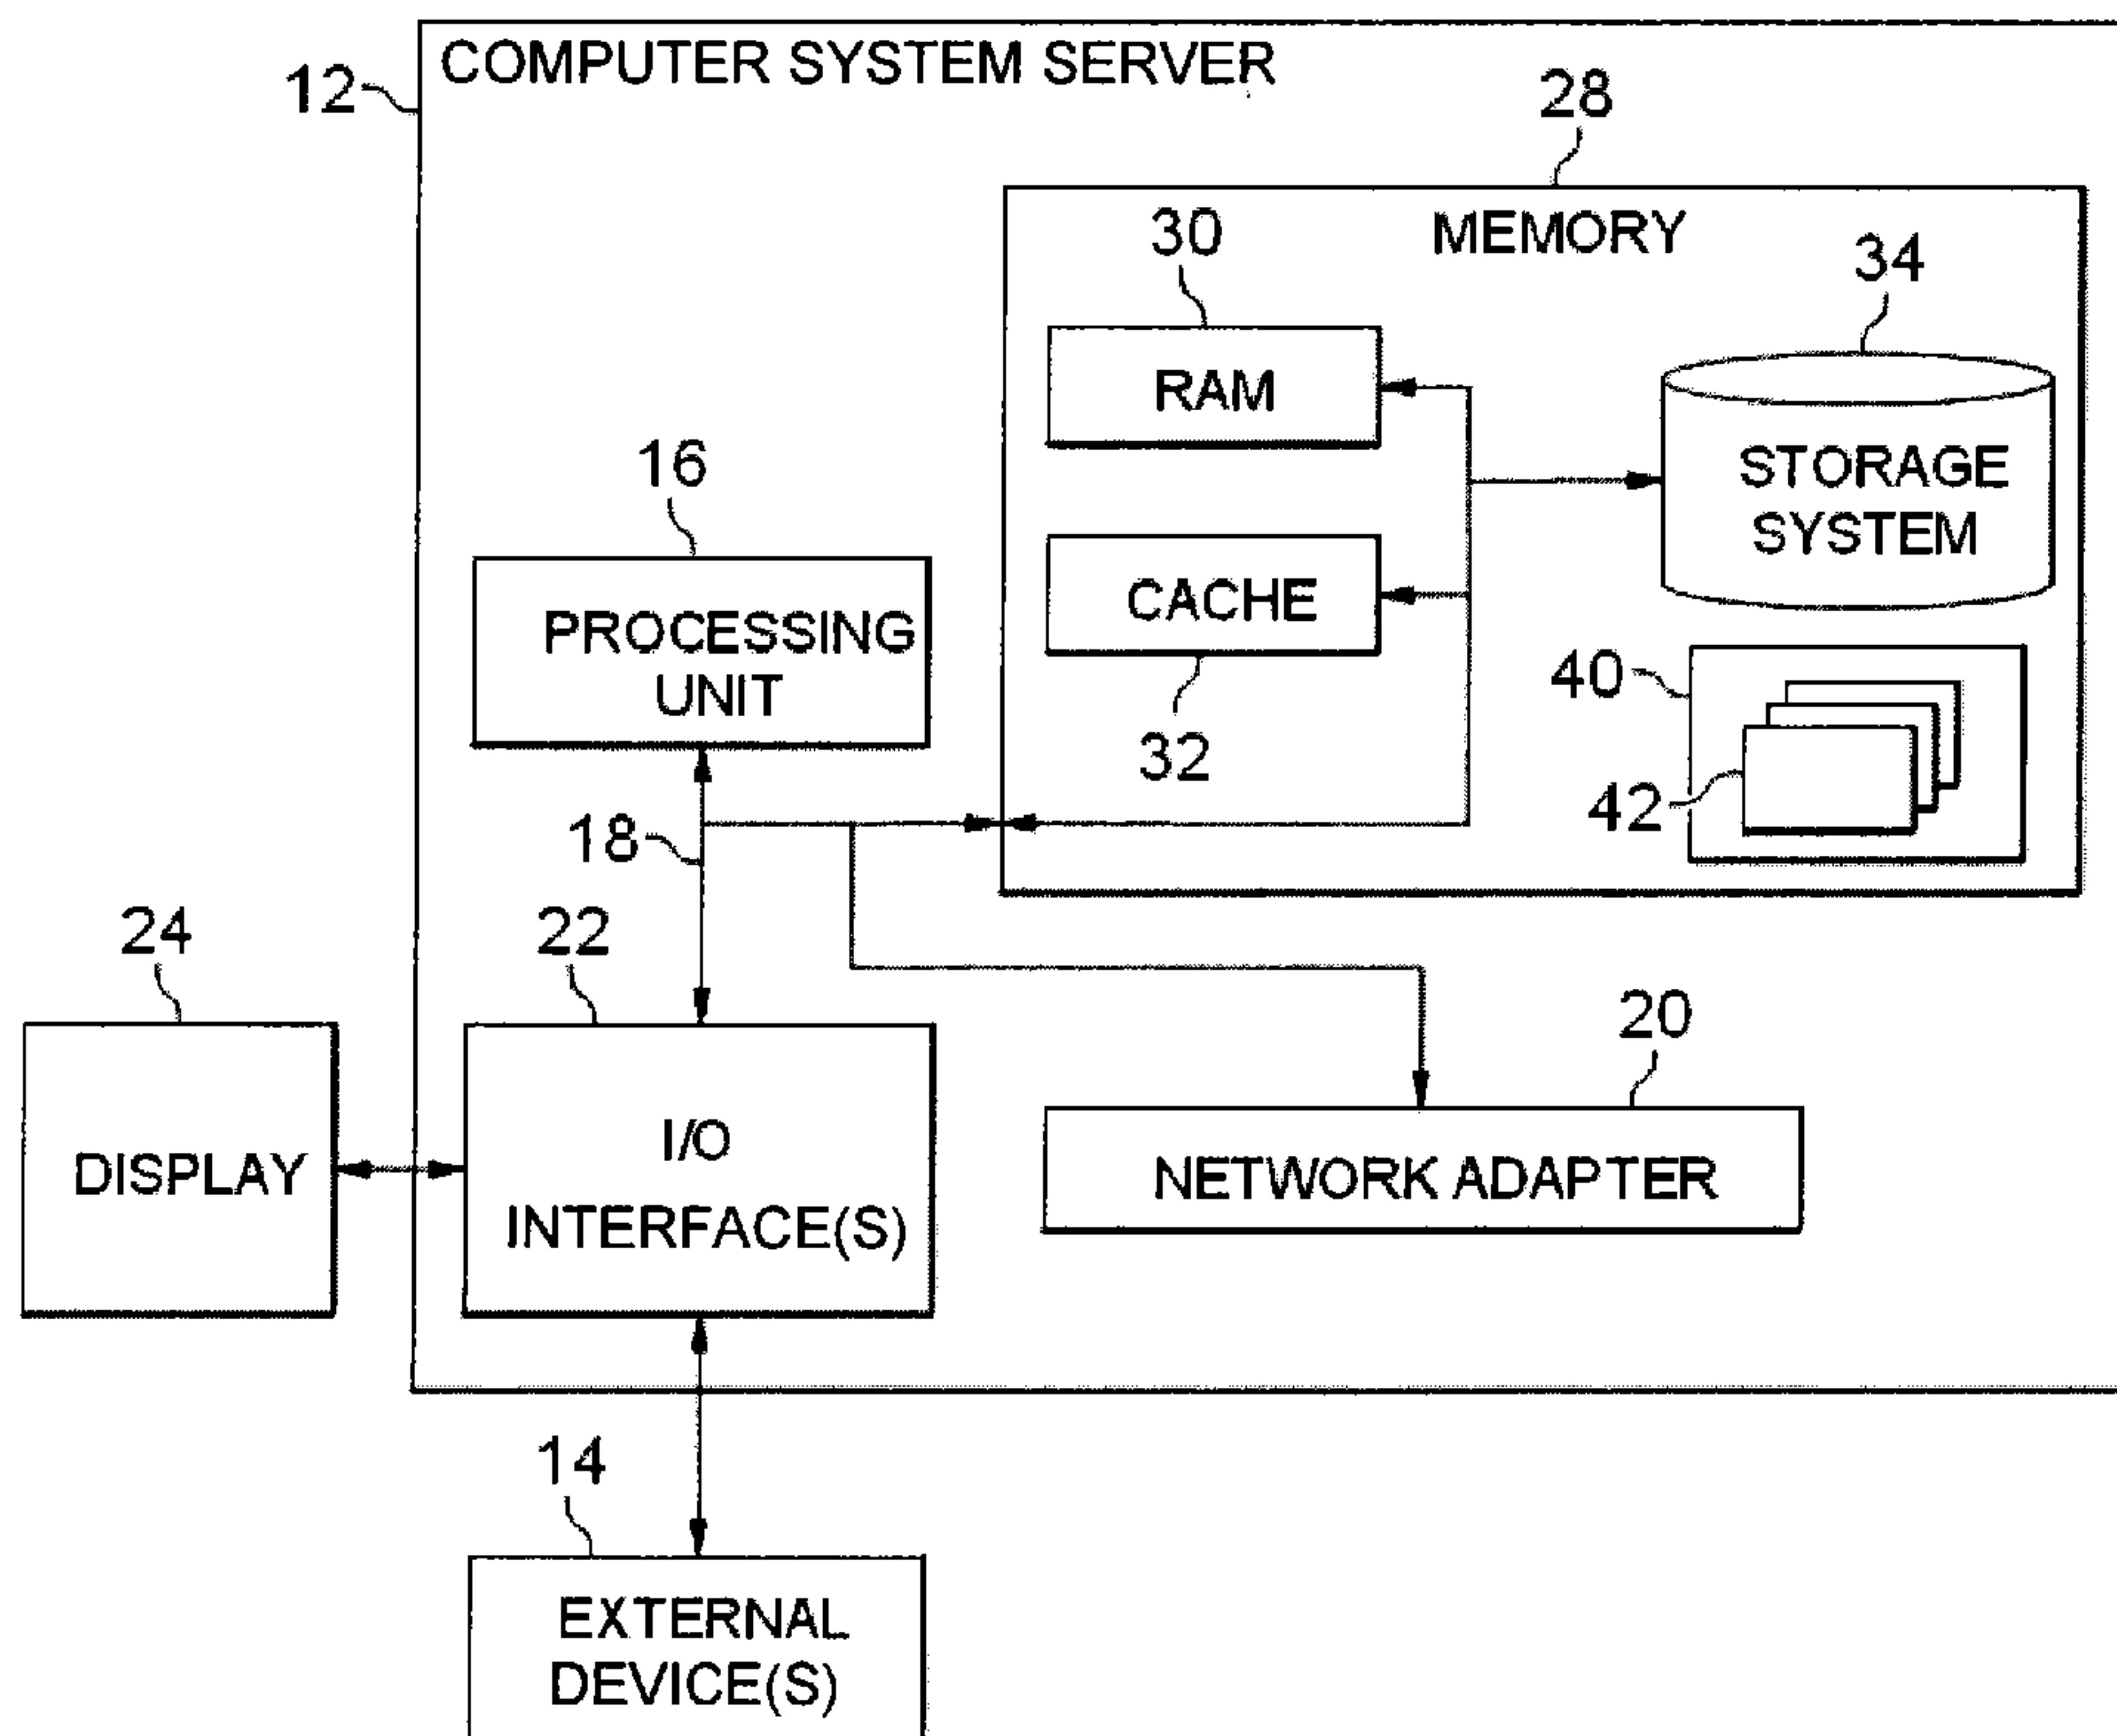 12
COMPUTER SYSTEM SERVER
28
MEMORY
30
34
RAM
STORAGE
SYSTEM
16
PROCESSING
UNIT
CACHE
32
40
42
18
24
22
20
DISPLAY
I/O
INTERFACE(S)
NETWORK ADAPTER
14
EXTERNAL
DEVICE(S)